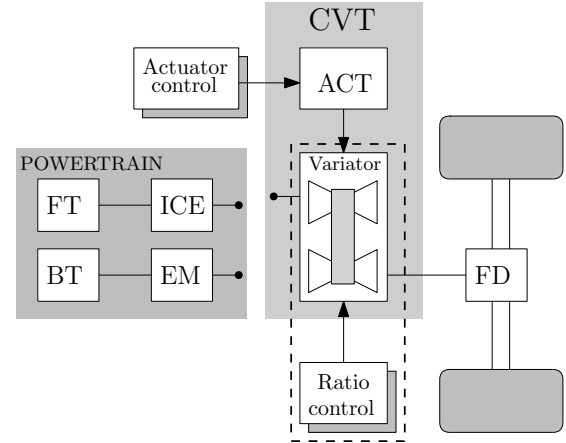 CVT
Actuator
control
ACT
POWERTRAIN
Variator
FT
ICE
BT
EM
FD
Ratio
control